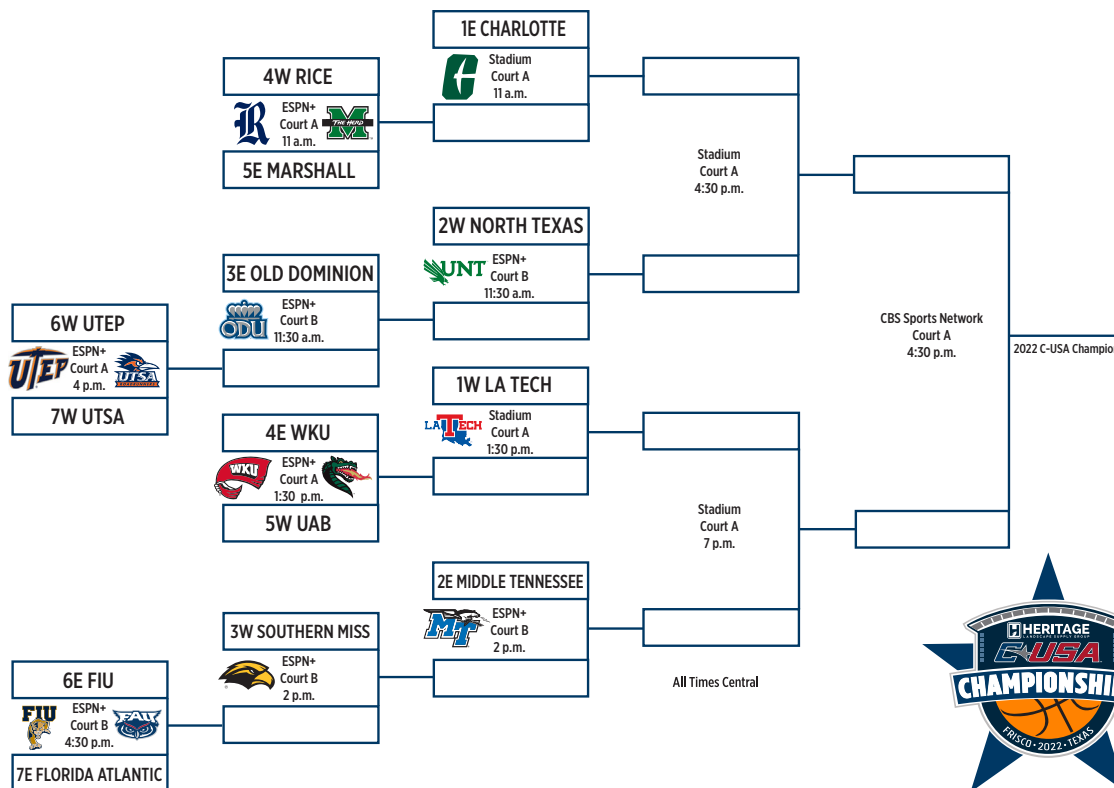 1E CHARLOTTE
Stadium
Court A
11 a.m.
4W RICE
R
ESPN+
Court A
11 a.m.
M
THE HERD
5E MARSHALL
Stadium
Court A
4:30 p.m.
2W NORTH TEXAS
UNT
ESPN+
Court B
11:30 a.m.
3E OLD DOMINION
ODU
ESPN+
Court B
11:30 a.m.
6W UTEP
UTEP
ESPN+
Court A
4 p.m.
UTSA
7W UTSA
CBS Sports Network
Court A
4:30 p.m.
2022 C-USA Champion
1W LA TECH
LA TECH
Stadium
Court A
1:30 p.m.
4E WKU
WKU
ESPN+
Court A
1:30 p.m.
5W UAB
Stadium
Court A
7 p.m.
2E MIDDLE TENNESSEE
MT
ESPN+
Court B
2 p.m.
3W SOUTHERN MISS
ESPN+
Court B
2 p.m.
6E FIU
FIU
ESPN+
Court B
4:30 p.m.
FAU
7E FLORIDA ATLANTIC
All Times Central
HERITAGE
LANDSCAPE SUPPLY GROUP
C-USA
CHAMPIONSHI
FRISCO • 2022 • TEXAS